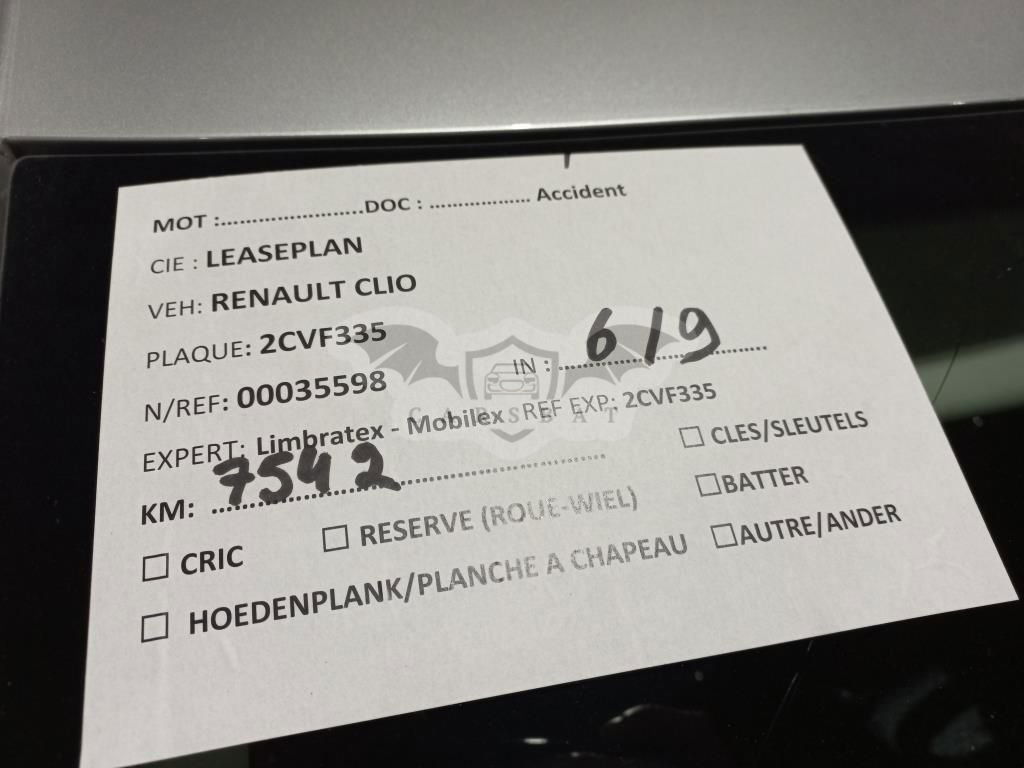 MOT :........................DOC : .................. Accident
CIE : LEASEPLAN
VEH: RENAULT CLIO
PLAQUE: 2CVF335
IN : 6/9
N/REF: 00035598
CARSBAT
EXPERT: Limbratex - Mobilex REF EXP: 2CVF335
KM: 7542
☐ CLES/SLEUTELS
☐ CRIC ☐ RESERVE (ROUE-WIEL) ☐ BATTER
☐ HOEDENPLANK/PLANCHE A CHAPEAU ☐ AUTRE/ANDER